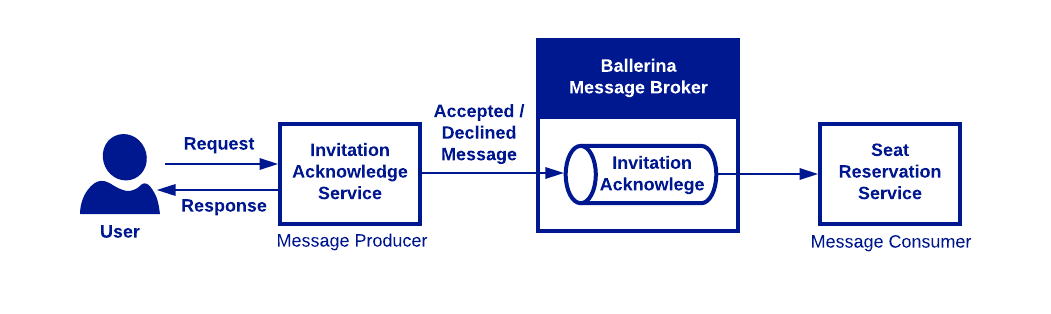 Ballerina
Message Broker
Accepted /
Declined
Message
Request
Response
User
Invitation
Acknowledge
Service
Message Producer
Invitation
Acknowlege
Seat
Reservation
Service
Message Consumer